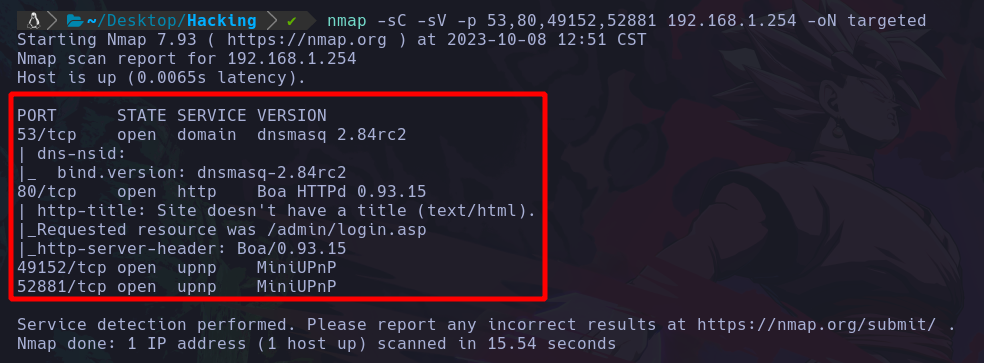 ~/Desktop/Hacking ✔ nmap -sC -sV -p 53,80,49152,52881 192.168.1.254 -oN targeted
Starting Nmap 7.93 ( https://nmap.org ) at 2023-10-08 12:51 CST
Nmap scan report for 192.168.1.254
Host is up (0.0065s latency).
PORT      STATE SERVICE VERSION
53/tcp    open  domain  dnsmasq 2.84rc2
| dns-nsid:
|_  bind.version: dnsmasq-2.84rc2
80/tcp    open  http    Boa HTTPd 0.93.15
| http-title: Site doesn't have a title (text/html).
|_Requested resource was /admin/login.asp
|_http-server-header: Boa/0.93.15
49152/tcp open  upnp    MiniUPnP
52881/tcp open  upnp    MiniUPnP
Service detection performed. Please report any incorrect results at https://nmap.org/submit/ .
Nmap done: 1 IP address (1 host up) scanned in 15.54 seconds